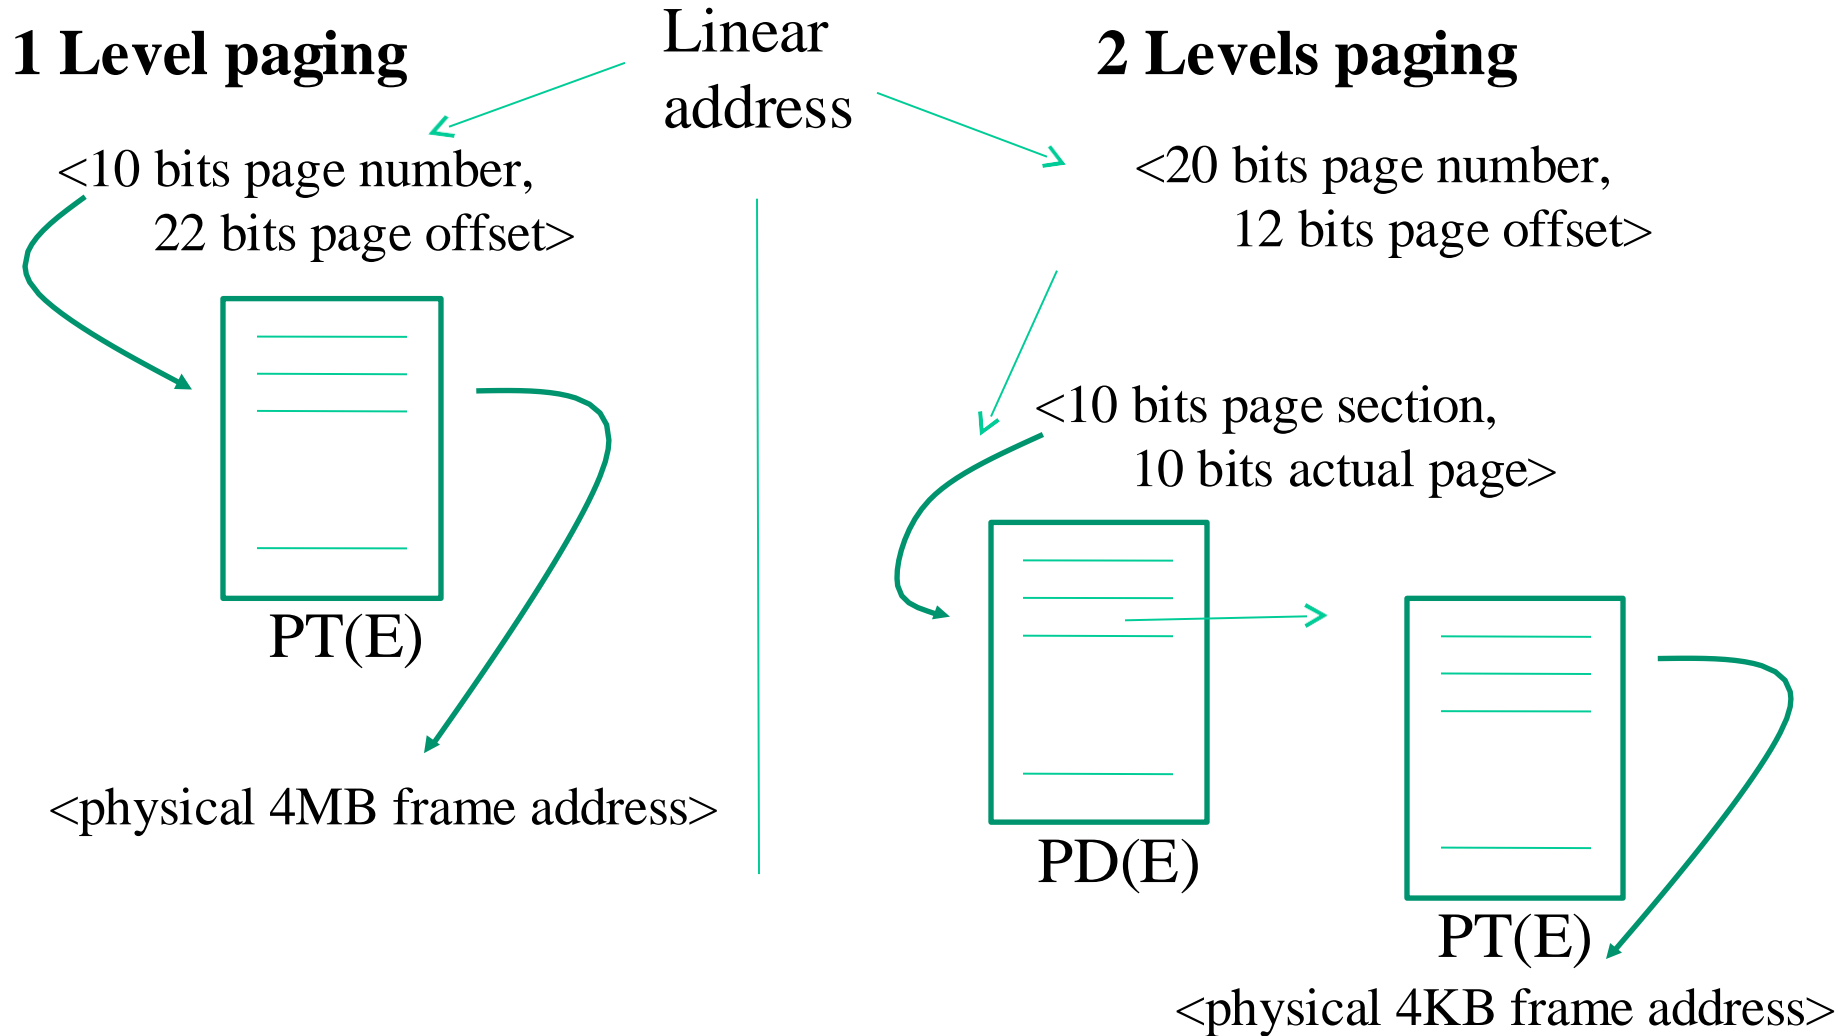 1 Level paging
Linear
address
2 Levels paging
<10 bits page number,
22 bits page offset>
PT(E)
<physical 4MB frame address>
<20 bits page number,
12 bits page offset>
<10 bits page section,
10 bits actual page>
PD(E)
PT(E)
<physical 4KB frame address>